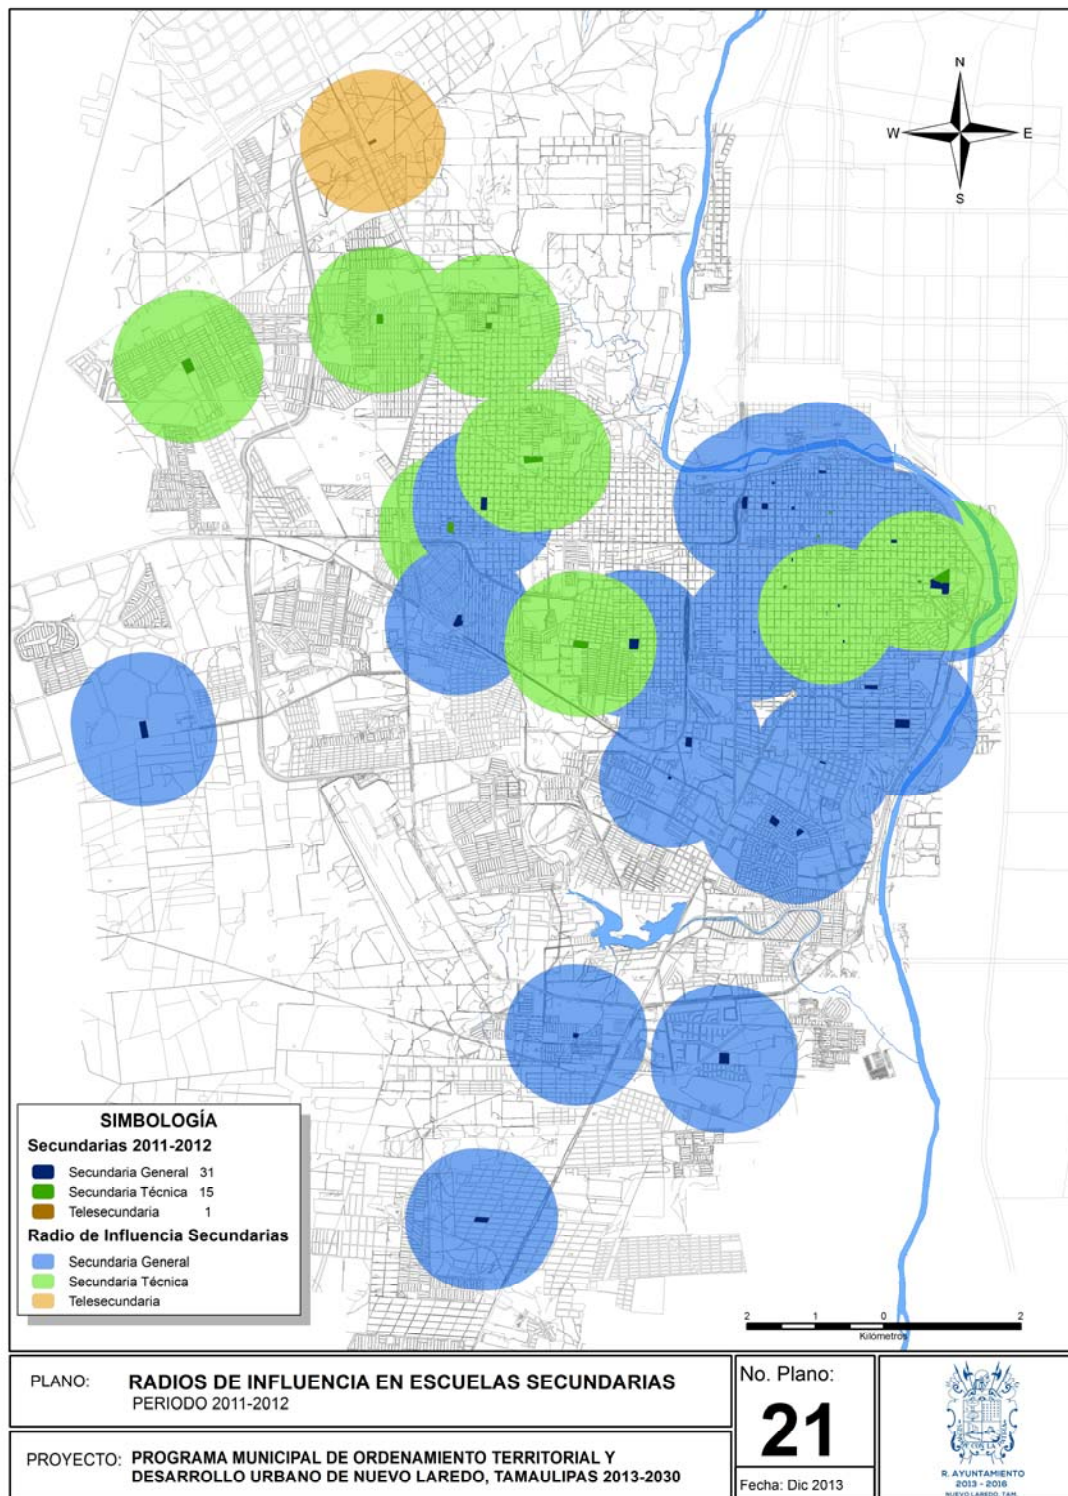 N
W E
S
SIMBOLOGÍA
Secundarias 2011-2012
Secundaria General 31
Secundaria Técnica 15
Telesecundaria 1
Radio de Influencia Secundarias
Secundaria General
Secundaria Técnica
Telesecundaria
2 1 0 2
Kilómetros
PLANO: RADIOS DE INFLUENCIA EN ESCUELAS SECUNDARIAS
PERIODO 2011-2012
PROYECTO: PROGRAMA MUNICIPAL DE ORDENAMIENTO TERRITORIAL Y
DESARROLLO URBANO DE NUEVO LAREDO, TAMAULIPAS 2013-2030
No. Plano:
21
Fecha: Dic 2013
R. AYUNTAMIENTO
2013 - 2016
NUEVO LAREDO, TAM.